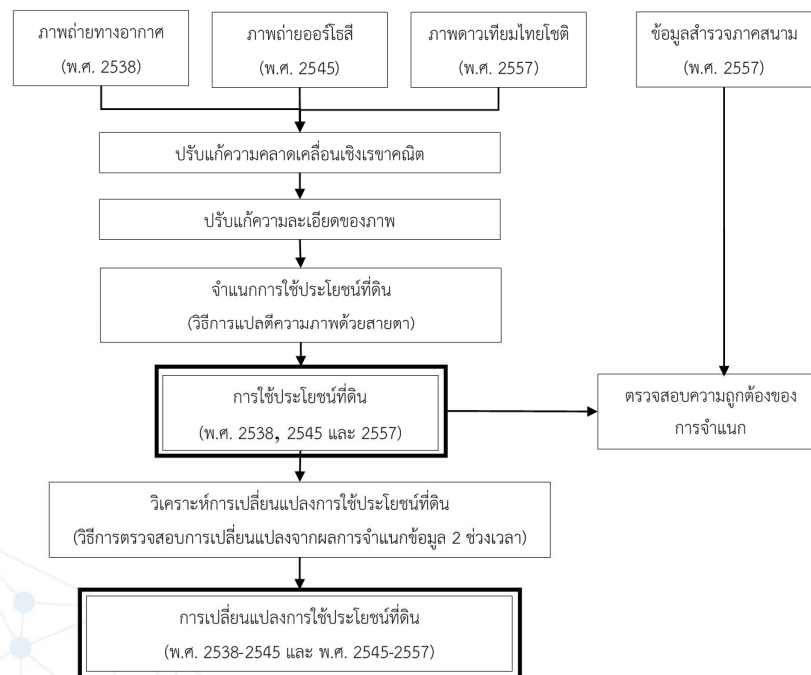 ภาพถ่ายทางอากาศ
(พ.ศ. 2538)
ภาพถ่ายออร์โธสี
(พ.ศ. 2545)
ภาพดาวเทียมไทยโชติ
(พ.ศ. 2557)
ข้อมูลสำรวจภาคสนาม
(พ.ศ. 2557)
ปรับแก้ความคลาดเคลื่อนเชิงเรขาคณิต
ปรับแก้ความละเอียดของภาพ
จำแนกการใช้ประโยชน์ที่ดิน
(วิธีการแปลตีความภาพด้วยสายตา)
การใช้ประโยชน์ที่ดิน
(พ.ศ. 2538, 2545 และ 2557)
ตรวจสอบความถูกต้องของ
การจำแนก
วิเคราะห์การเปลี่ยนแปลงการใช้ประโยชน์ที่ดิน
(วิธีการตรวจสอบการเปลี่ยนแปลงจากผลการจำแนกข้อมูล 2 ช่วงเวลา)
การเปลี่ยนแปลงการใช้ประโยชน์ที่ดิน
(พ.ศ. 2538-2545 และ พ.ศ. 2545-2557)